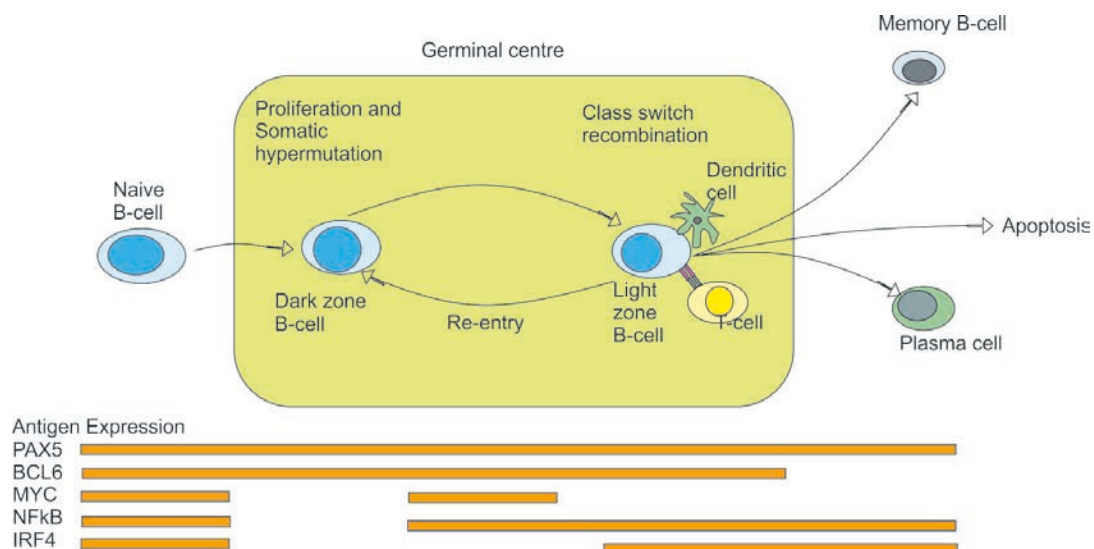 Memory B-cell
Germinal centre
Proliferation and
Somatic
hypermutation
Class switch
recombination
Dendritic
cell
Naive
B-cell
Apoptosis
Dark zone
B-cell
Re-entry
Light
zone
B-cell
T-cell
Plasma cell
Antigen Expression
PAX5
BCL6
MYC
NFkB
IRF4